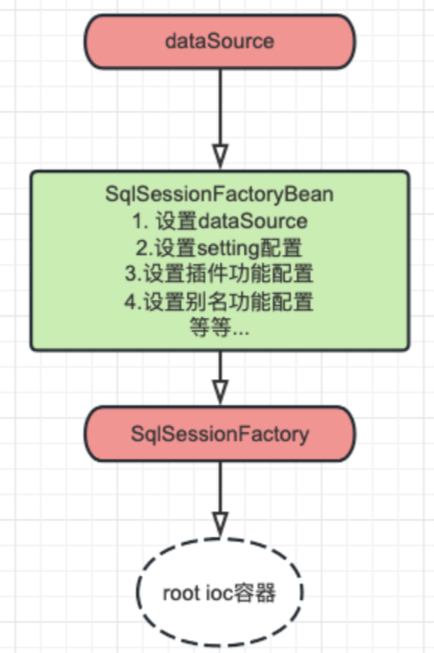 dataSource
SqlSessionFactoryBean
1. 设置dataSource
2.设置setting配置
3.设置插件功能配置
4.设置别名功能配置
等等...
SqlSessionFactory
root ioc容器